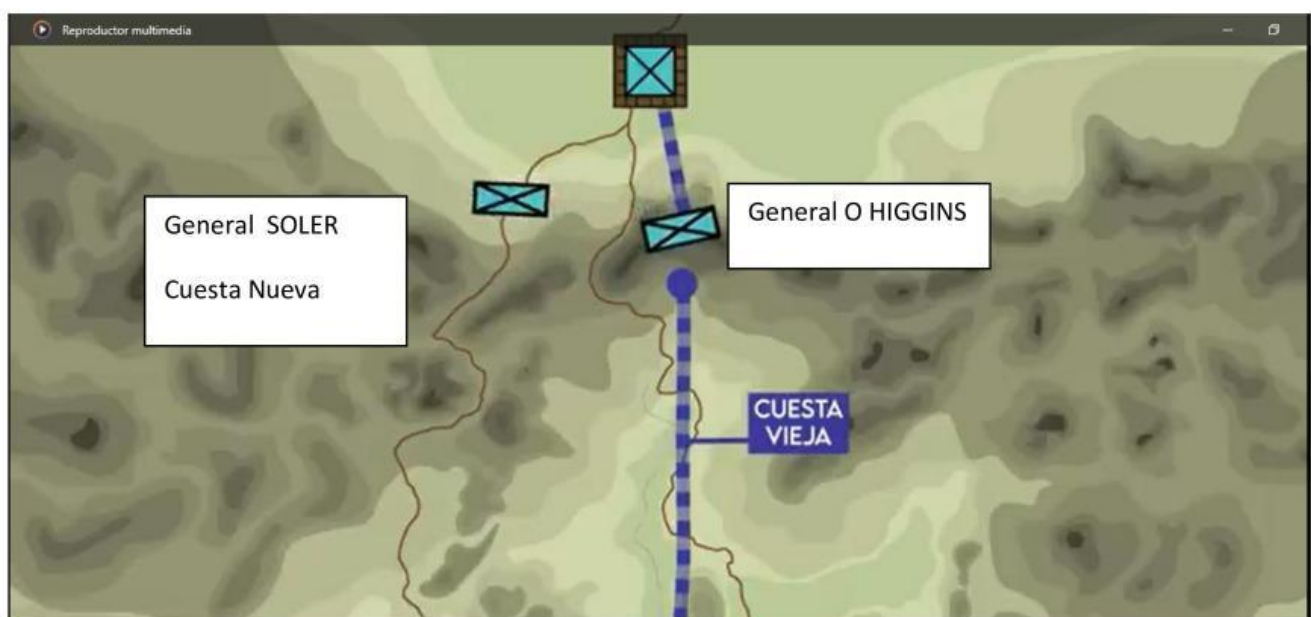 Reproductor multimedia
General SOLER
Cuesta Nueva
General O HIGGINS
CUESTA
VIEJA